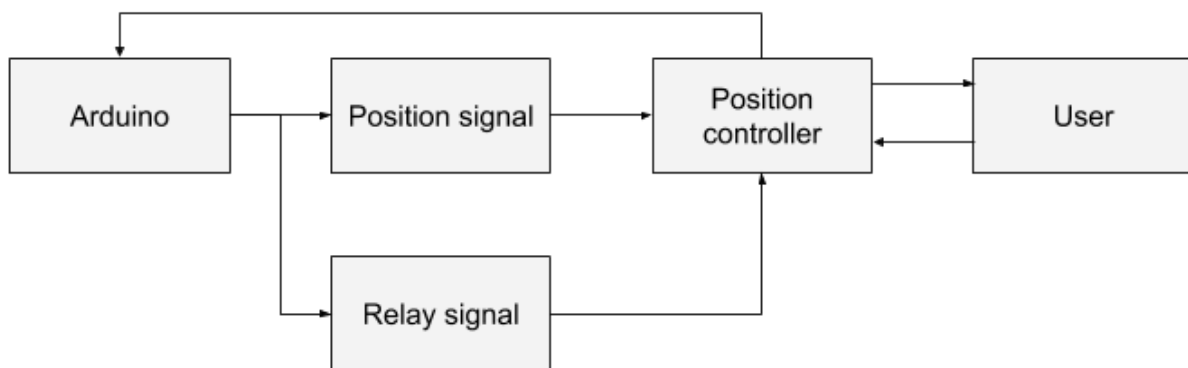 Arduino
Position signal
Position
controller
User
Relay signal